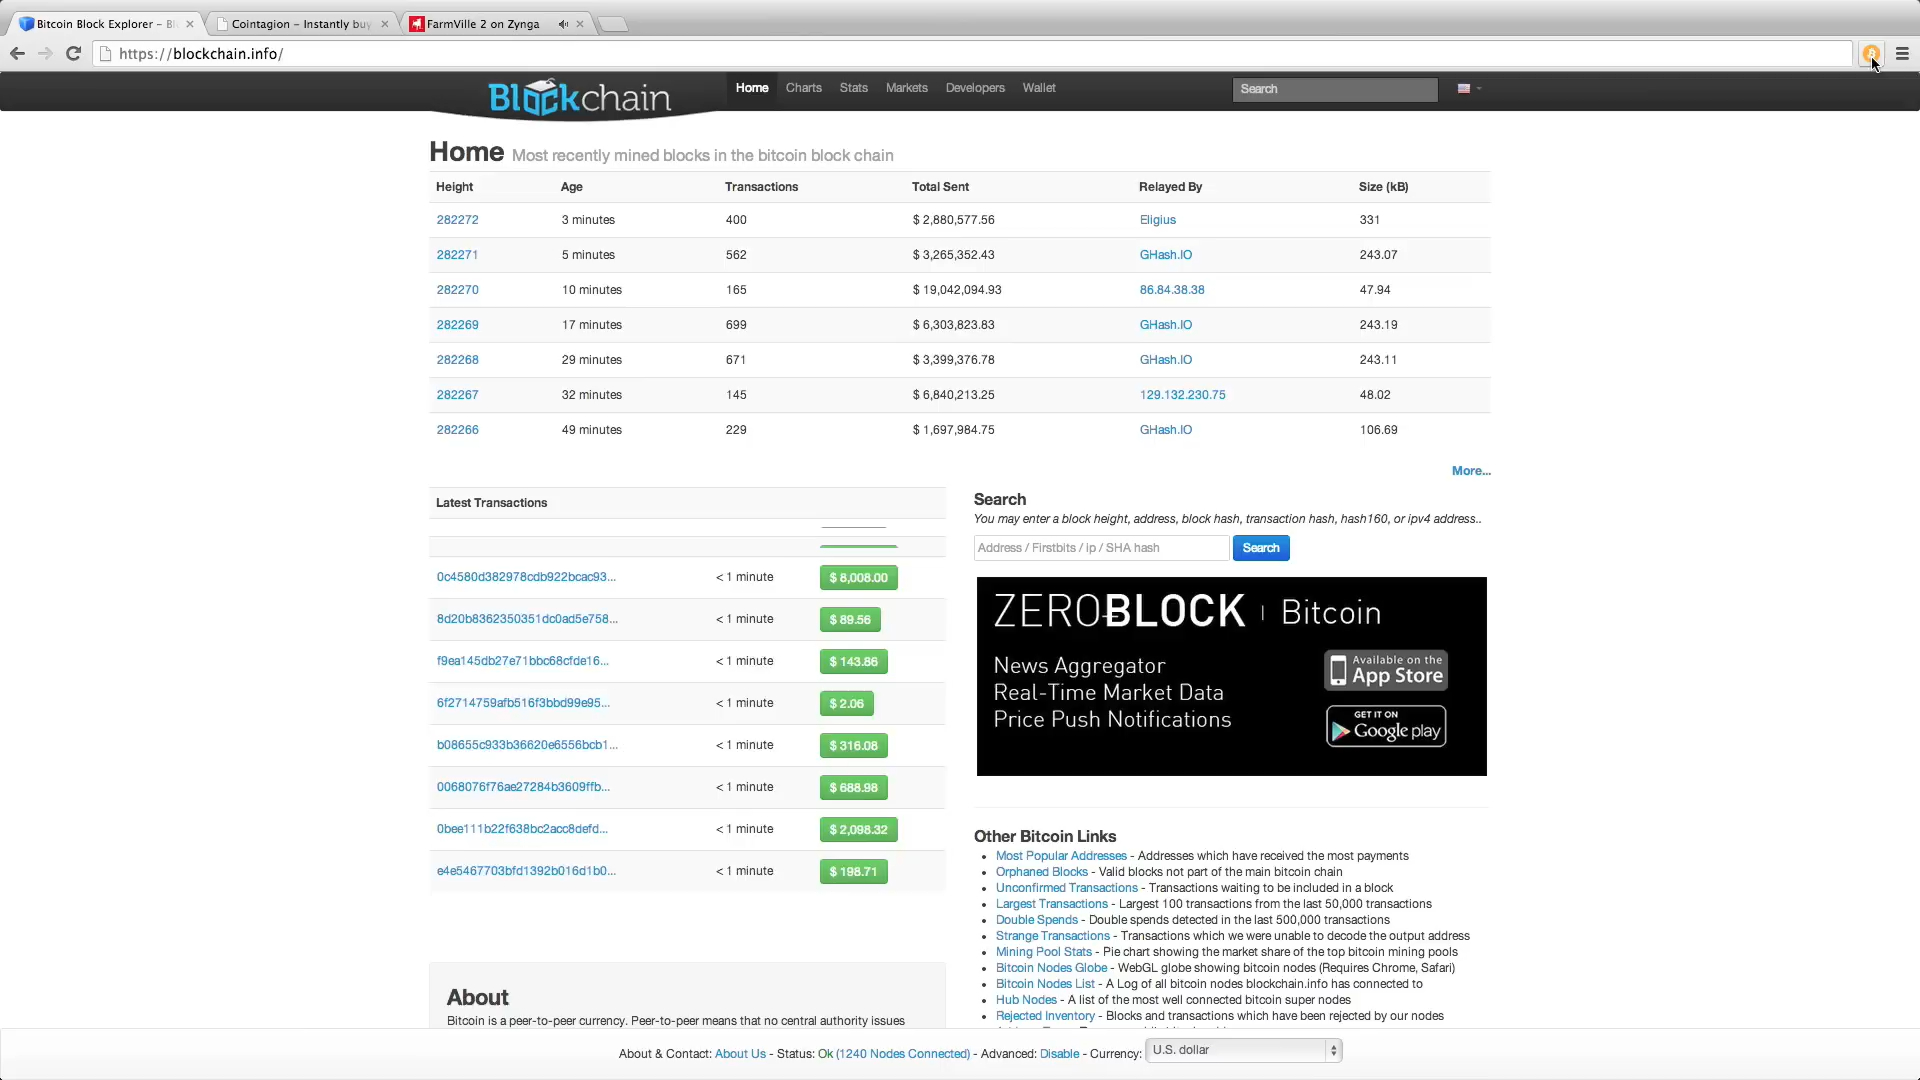 Bitcoin Block Explorer – Bl
Cointagion – Instantly buy
FarmVille 2 on Zynga
https://blockchain.info/
Blockchain
Home
Charts
Stats
Markets
Developers
Wallet
Search
Home Most recently mined blocks in the bitcoin block chain
Height Age Transactions Total Sent Relayed By Size (kB)
282272 3 minutes 400 $ 2,880,577.56 Eligius 331
282271 5 minutes 562 $ 3,265,352.43 GHash.IO 243.07
282270 10 minutes 165 $ 19,042,094.93 86.84.38.38 47.94
282269 17 minutes 699 $ 6,303,823.83 GHash.IO 243.19
282268 29 minutes 671 $ 3,399,376.78 GHash.IO 243.11
282267 32 minutes 145 $ 6,840,213.25 129.132.230.75 48.02
282266 49 minutes 229 $ 1,697,984.75 GHash.IO 106.69
More...
Latest Transactions
0c4580d382978cdb922bcac93... < 1 minute $ 8,008.00
8d20b8362350351dc0ad5e758... < 1 minute $ 89.56
f9ea145db27e71bbc68cfde16... < 1 minute $ 143.86
6f2714759afb516f3bbd99e95... < 1 minute $ 2.06
b08655c933b36620e6556bcb1... < 1 minute $ 316.08
0068076f76ae27284b3609ffb... < 1 minute $ 688.98
0bee111b22f638bc2acc8defd... < 1 minute $ 2,098.32
e4e5467703bfd1392b016d1b0... < 1 minute $ 198.71
About
Bitcoin is a peer-to-peer currency. Peer-to-peer means that no central authority issues
Search
You may enter a block height, address, block hash, transaction hash, hash160, or ipv4 address..
Address / Firstbits / ip / SHA hash
Search
ZEROBLOCK | Bitcoin
News Aggregator
Real-Time Market Data
Price Push Notifications
Available on the
App Store
GET IT ON
Google play
Other Bitcoin Links
Most Popular Addresses - Addresses which have received the most payments
Orphaned Blocks - Valid blocks not part of the main bitcoin chain
Unconfirmed Transactions - Transactions waiting to be included in a block
Largest Transactions - Largest 100 transactions from the last 50,000 transactions
Double Spends - Double spends detected in the last 500,000 transactions
Strange Transactions - Transactions which we were unable to decode the output address
Mining Pool Stats - Pie chart showing the market share of the top bitcoin mining pools
Bitcoin Nodes Globe - WebGL globe showing bitcoin nodes (Requires Chrome, Safari)
Bitcoin Nodes List - A Log of all bitcoin nodes blockchain.info has connected to
Hub Nodes - A list of the most well connected bitcoin super nodes
Rejected Inventory - Blocks and transactions which have been rejected by our nodes
About & Contact: About Us - Status: Ok (1240 Nodes Connected) - Advanced: Disable - Currency: U.S. dollar